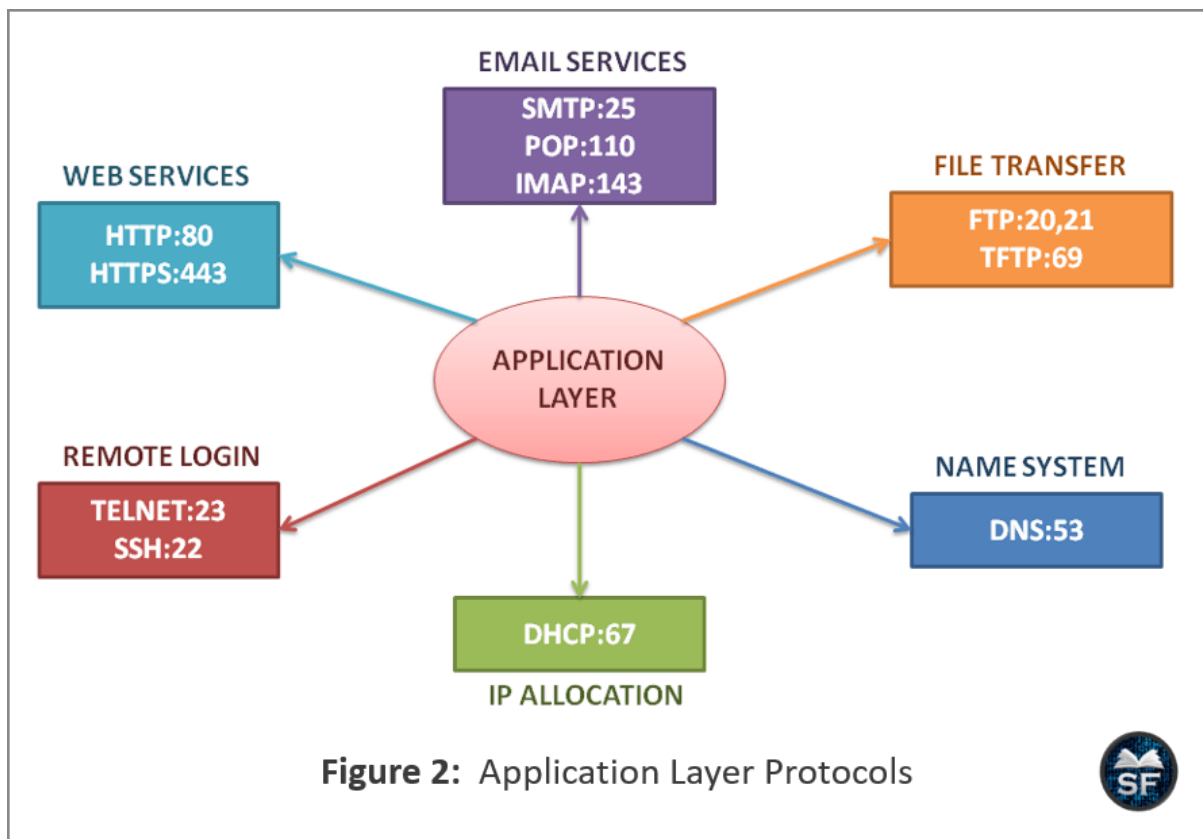 EMAIL SERVICES
SMTP:25
POP:110
IMAP:143
WEB SERVICES
HTTP:80
HTTPS:443
FILE TRANSFER
FTP:20,21
TFTP:69
APPLICATION
LAYER
REMOTE LOGIN
TELNET:23
SSH:22
NAME SYSTEM
DNS:53
DHCP:67
IP ALLOCATION
Figure 2: Application Layer Protocols
SF